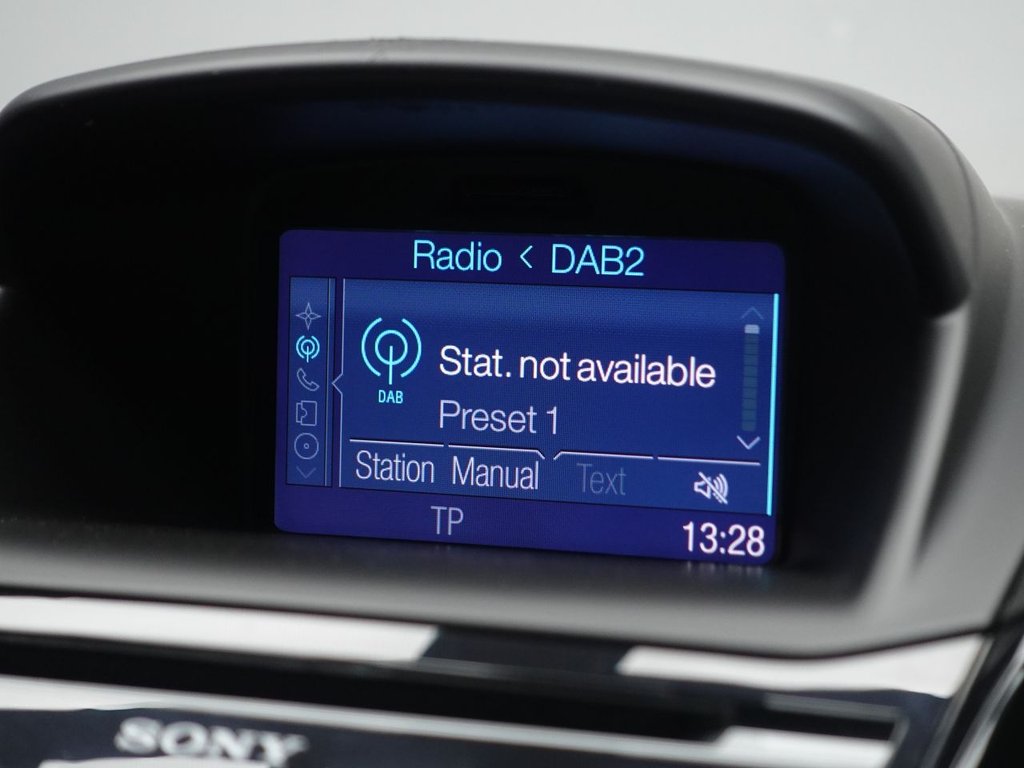 Radio < DAB2
DAB
Stat. not available
Preset 1
Station Manual Text
TP 13:28
SONY